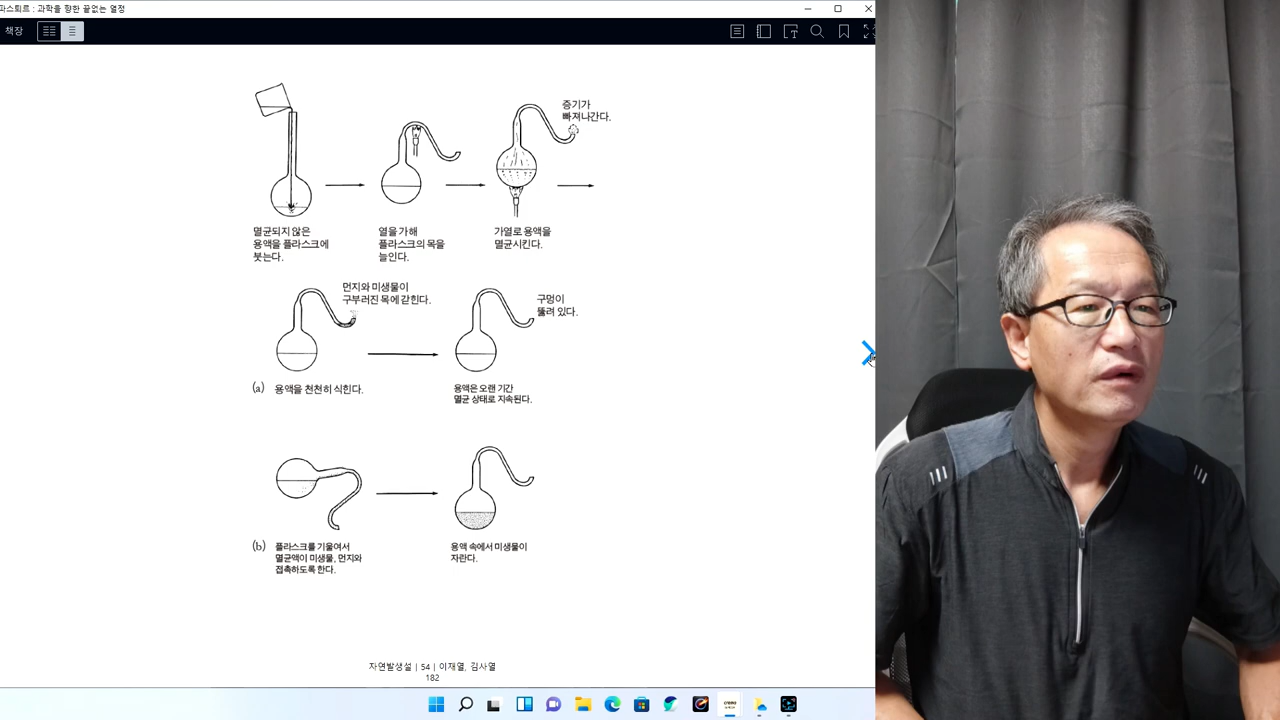 파스퇴르 : 과학을 향한 끝없는 열정
책장
증기가
빠져나간다.
멸균되지 않은
용액을 플라스크에
붓는다.
열을 가해
플라스크의 목을
늘인다.
가열로 용액을
멸균시킨다.
먼지와 미생물이
구부러진 목에 갇힌다.
구멍이
뚫려 있다.
(a) 용액을 천천히 식힌다.
용액은 오랜 기간
멸균 상태로 지속된다.
(b) 플라스크를 기울여서
멸균액이 미생물, 먼지와
접촉하도록 한다.
용액 속에서 미생물이
자란다.
자연발생설 | 54 | 이재열, 김사열
182